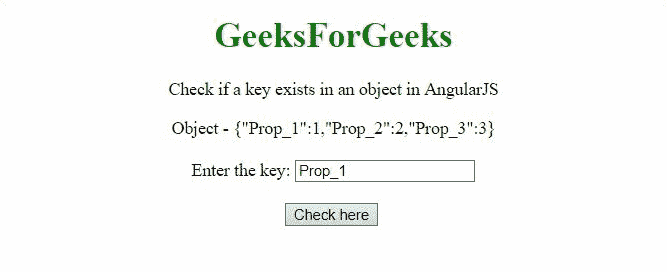 GeeksForGeeks
Check if a key exists in an object in AngularJS
Object - {"Prop_1":1,"Prop_2":2,"Prop_3":3}
Enter the key: Prop_1
Check here